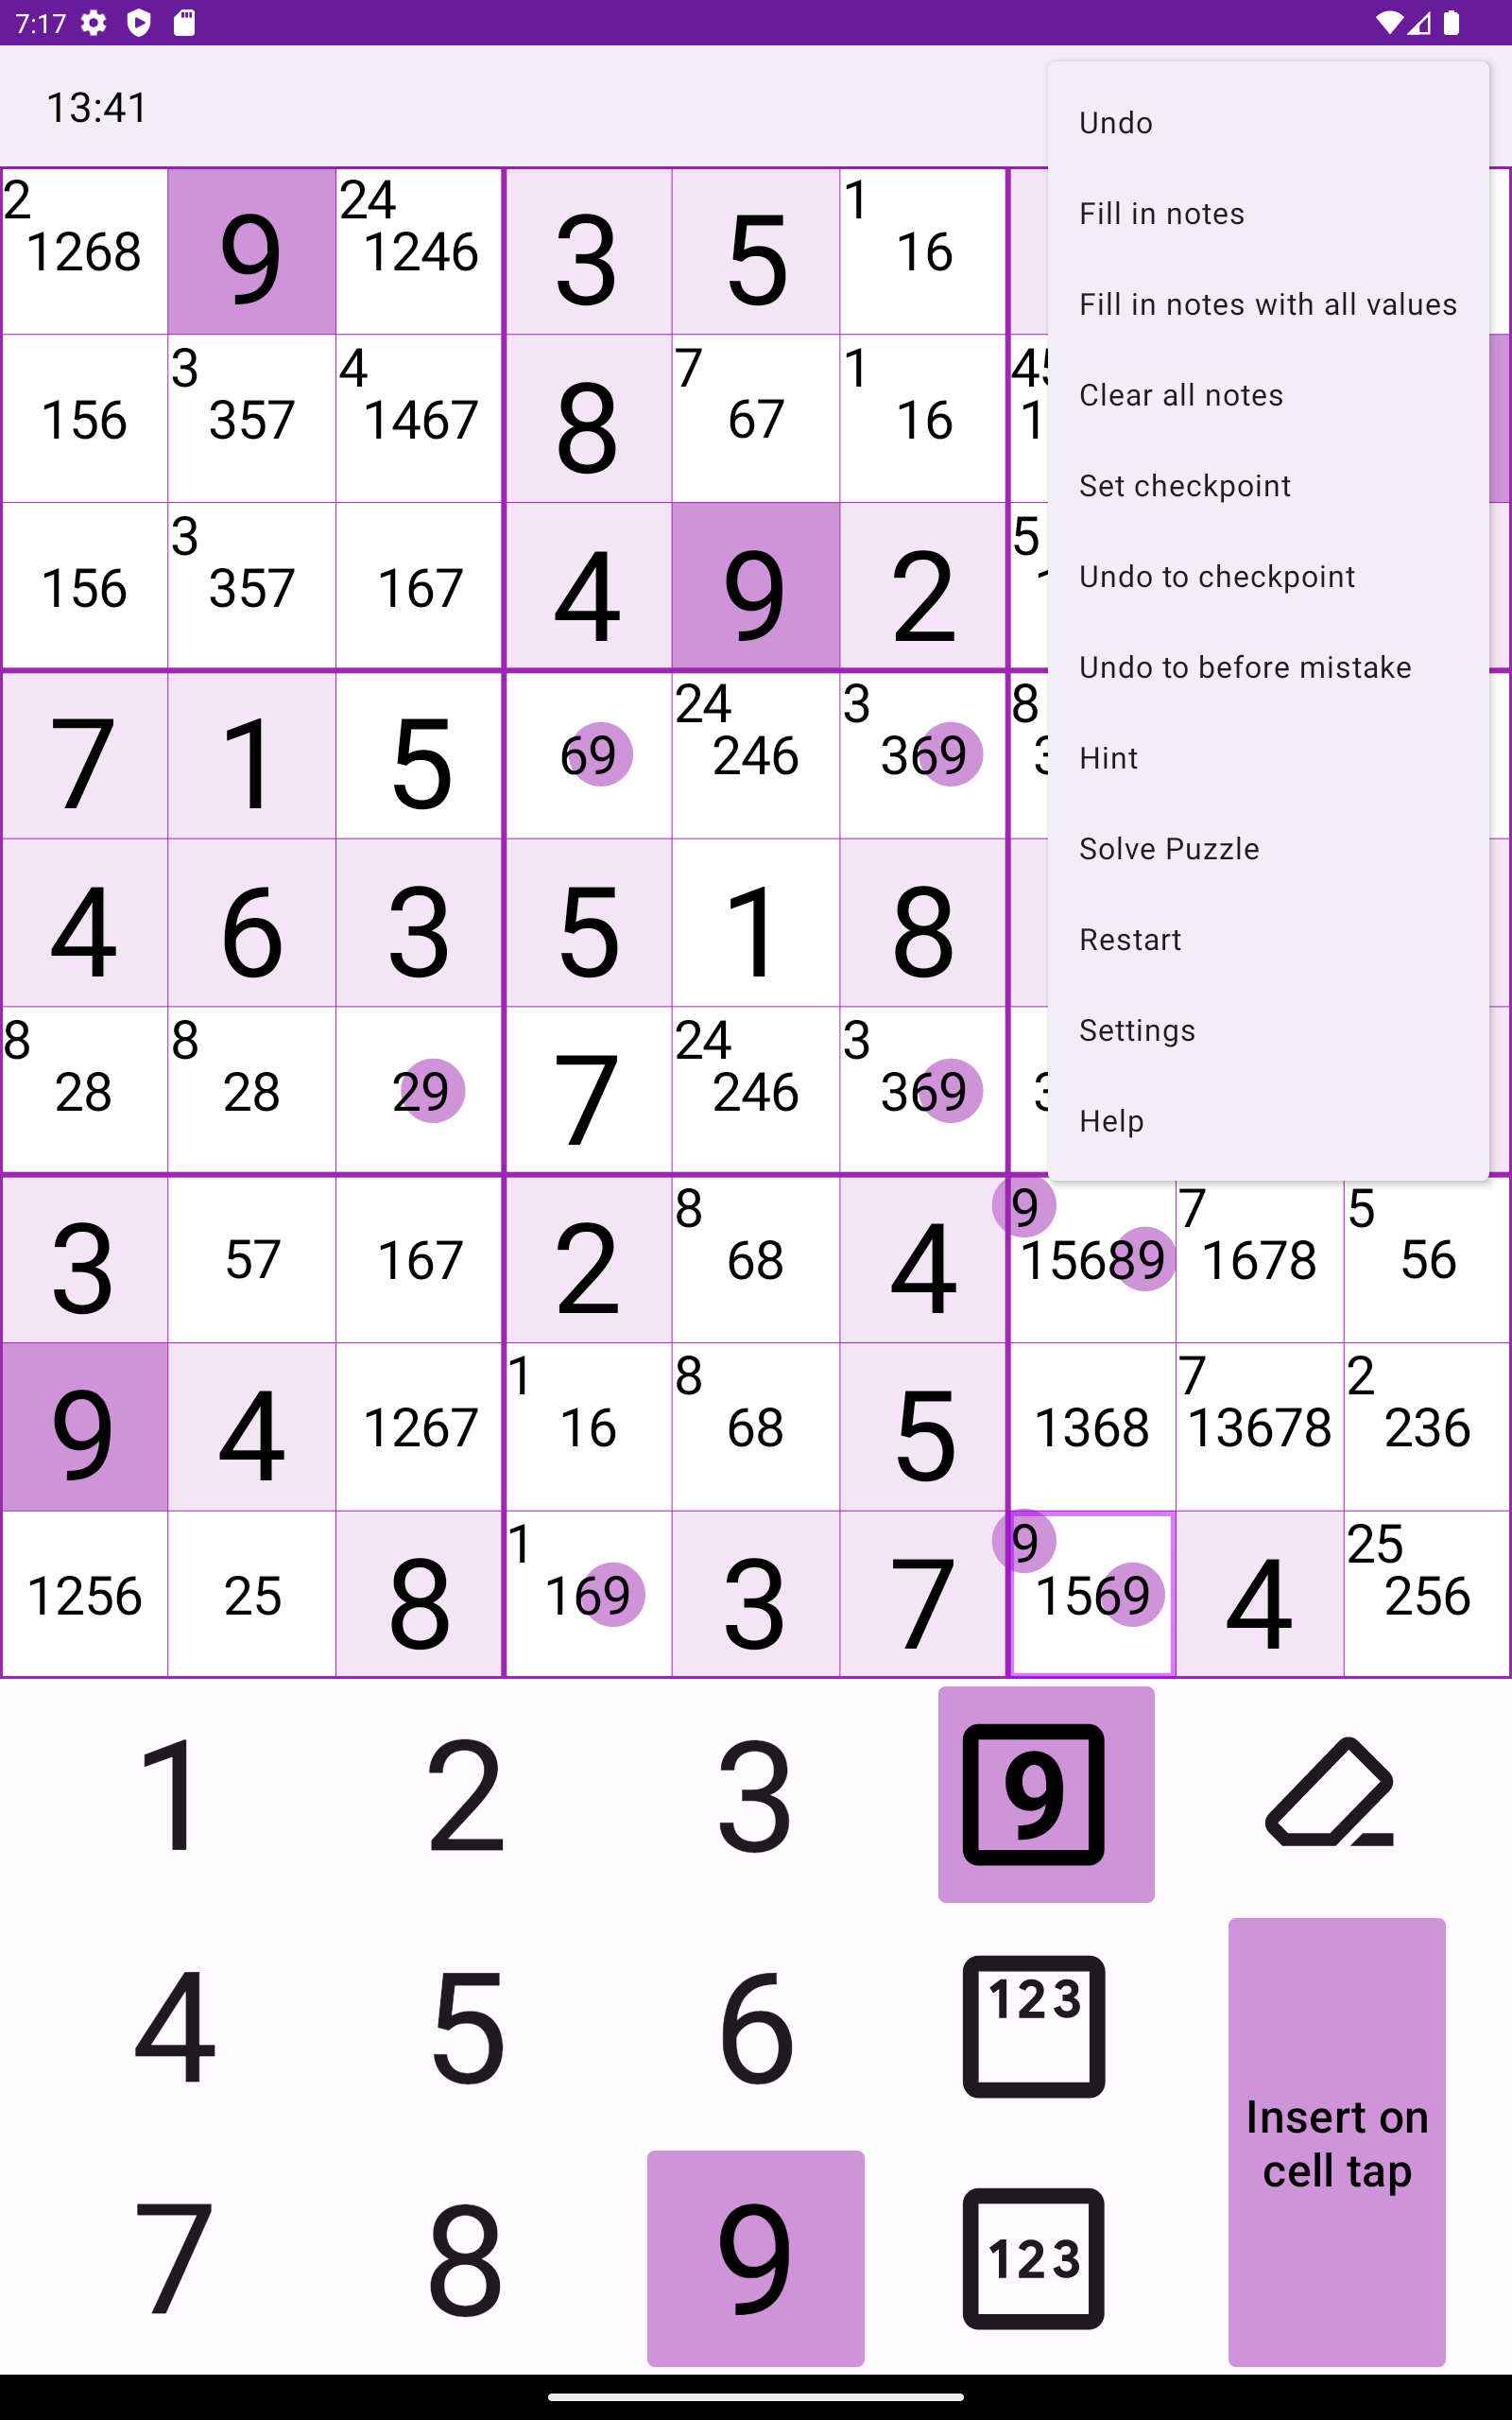 7:17
13:41
Undo
Fill in notes
Fill in notes with all values
Clear all notes
Set checkpoint
Undo to checkpoint
Undo to before mistake
Hint
Solve Puzzle
Restart
Settings
Help
2 24 1
1268 9 1246 3 5 16
3 4 7 1 45
156 357 1467 8 67 16 1
3 5
156 357 167 4 9 2
24 3 8
7 1 5 69 246 369 3
4 6 3 5 1 8
8 8 24 3
28 28 29 7 246 369 3
8 9 7 5
3 57 167 2 68 4 15689 1678 56
1 8 7 2
9 4 1267 16 68 5 1368 13678 236
1 9 25
1256 25 8 169 3 7 1569 4 256
1 2 3 9
4 5 6 123
Insert on
cell tap
7 8 9 123